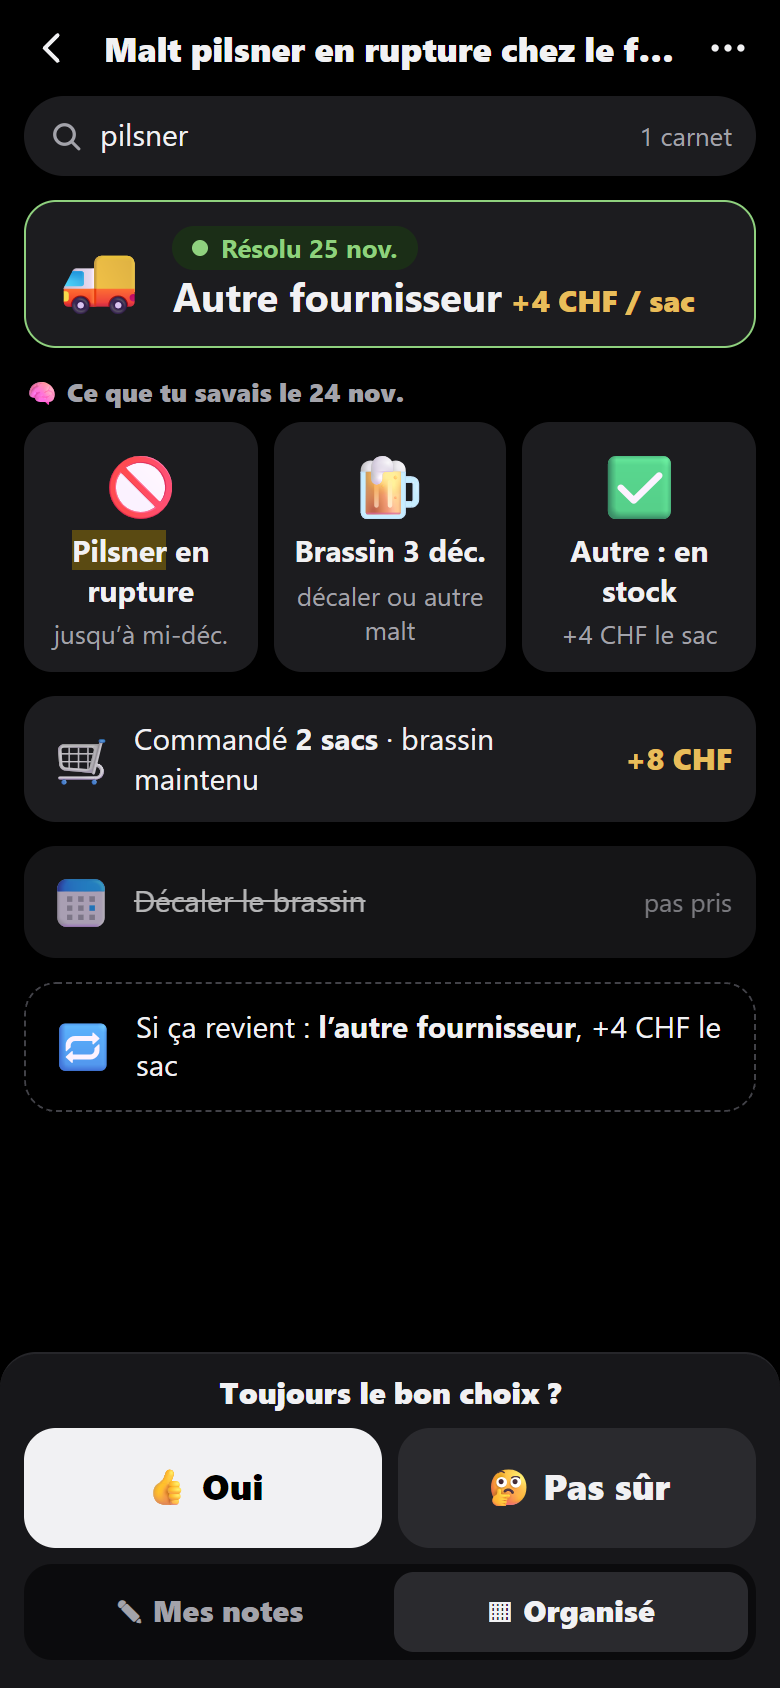 Malt pilsner en rupture chez le f...
pilsner
1 carnet
Résolu 25 nov.
Autre fournisseur +4 CHF / sac
Ce que tu savais le 24 nov.
Pilsner en
rupture
jusqu’à mi-déc.
Brassin 3 déc.
décaler ou autre
malt
Autre : en
stock
+4 CHF le sac
Commandé 2 sacs · brassin
maintenu
+8 CHF
Décaler le brassin
pas pris
Si ça revient : l’autre fournisseur, +4 CHF le
sac
Toujours le bon choix ?
Oui
Pas sûr
Mes notes
Organisé